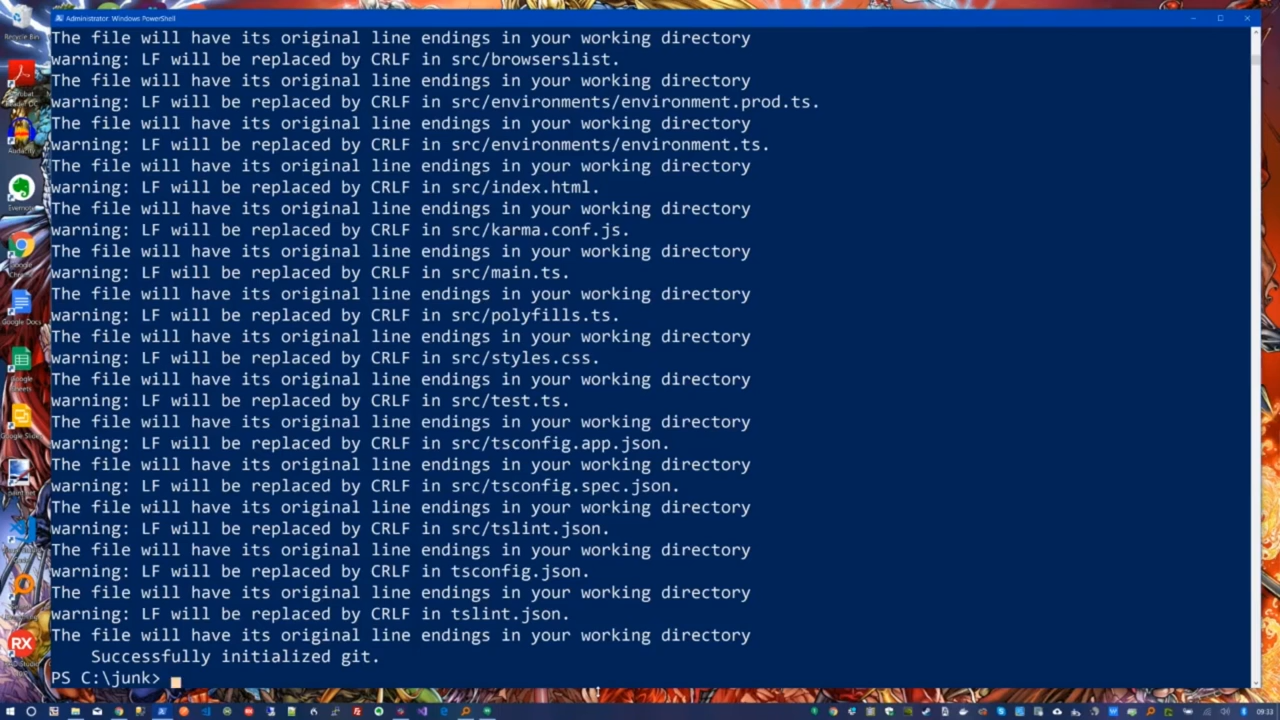 Administrator: Windows PowerShell
The file will have its original line endings in your working directory
warning: LF will be replaced by CRLF in src/browserslist.
The file will have its original line endings in your working directory
warning: LF will be replaced by CRLF in src/environments/environment.prod.ts.
The file will have its original line endings in your working directory
warning: LF will be replaced by CRLF in src/environments/environment.ts.
The file will have its original line endings in your working directory
warning: LF will be replaced by CRLF in src/index.html.
The file will have its original line endings in your working directory
warning: LF will be replaced by CRLF in src/karma.conf.js.
The file will have its original line endings in your working directory
warning: LF will be replaced by CRLF in src/main.ts.
The file will have its original line endings in your working directory
warning: LF will be replaced by CRLF in src/polyfills.ts.
The file will have its original line endings in your working directory
warning: LF will be replaced by CRLF in src/styles.css.
The file will have its original line endings in your working directory
warning: LF will be replaced by CRLF in src/test.ts.
The file will have its original line endings in your working directory
warning: LF will be replaced by CRLF in src/tsconfig.app.json.
The file will have its original line endings in your working directory
warning: LF will be replaced by CRLF in src/tsconfig.spec.json.
The file will have its original line endings in your working directory
warning: LF will be replaced by CRLF in src/tslint.json.
The file will have its original line endings in your working directory
warning: LF will be replaced by CRLF in tsconfig.json.
The file will have its original line endings in your working directory
warning: LF will be replaced by CRLF in tslint.json.
The file will have its original line endings in your working directory
Successfully initialized git.
PS C:\junk>
Recycle Bin
Audacity
Evernote
Google
Google Docs
Google
Sheets
RX
09:33